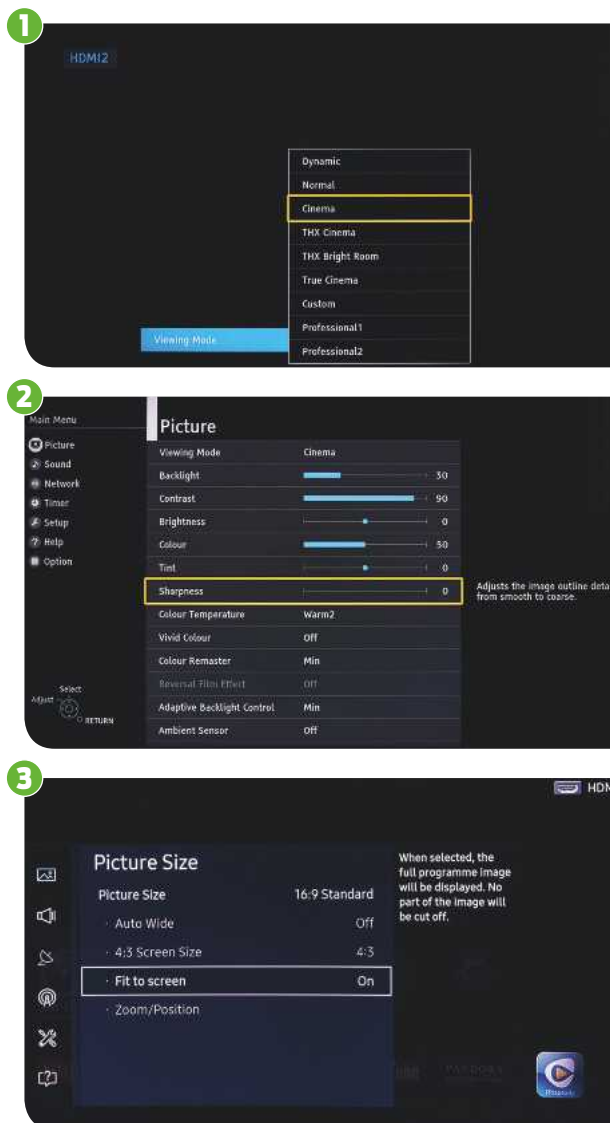 1
HDMI2
Dynamic
Normal
Cinema
THX Cinema
THX Bright Room
True Cinema
Custom
Professional1
Viewing Mode
Professional2
2
Main Menu
Picture
Sound
Network
Timer
Setup
Help
Option
Select
Adjust
RETURN
Picture
Viewing Mode Cinema
Backlight 30
Contrast 90
Brightness 0
Colour 50
Tint 0
Sharpness 0
Colour Temperature Warm2
Vivid Colour Off
Colour Remaster Min
Reversal Film Effect Off
Adaptive Backlight Control Min
Ambient Sensor Off
Adjusts the image outline deta
from smooth to coarse.
3
HDM
Picture Size
Picture Size 16:9 Standard
· Auto Wide Off
· 4:3 Screen Size 4:3
· Fit to screen On
· Zoom/Position
When selected, the
full programme image
will be displayed. No
part of the image will
be cut off.
PANDORA